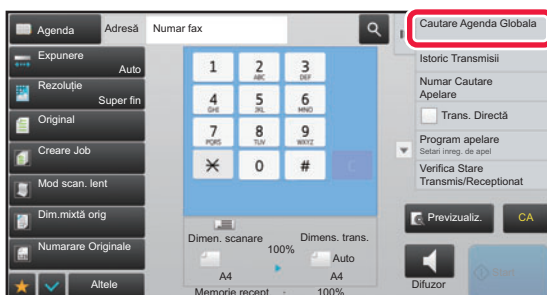 Agenda
Adresă
Numar fax
Cautare Agenda Globala
Expunere
Auto
Istoric Transmisii
Rezoluţie
Super fin
Numar Cautare
Apelare
Original
Trans. Directă
Creare Job
Program apelare
Setari inreg. de apel
Mod scan. lent
Verifica Stare
Transmis/Receptionat
Dim.mixtă orig
Numarare Originale
Altele
1
2
ABC
3
DEF
4
GHI
5
JKL
6
MNO
7
PQRS
8
TUV
9
WXYZ
0
#
C
Dimen. scanare
100%
Dimens. trans.
Auto
A4
A4
Memorie recept : 100%
Previzualiz.
CA
Difuzor
Start